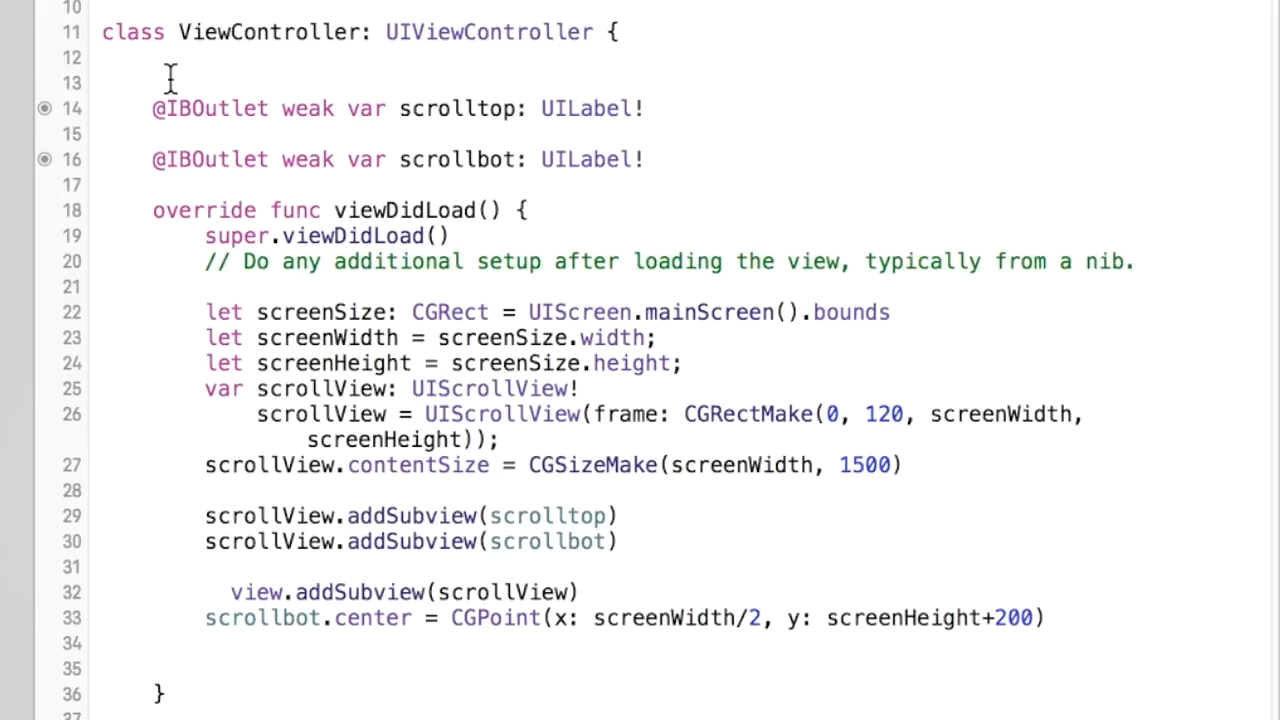 10
11 class ViewController: UIViewController {
12
13
14 @IBOutlet weak var scrolltop: UILabel!
15
16 @IBOutlet weak var scrollbot: UILabel!
17
18 override func viewDidLoad() {
19 super.viewDidLoad()
20 // Do any additional setup after loading the view, typically from a nib.
21
22 let screenSize: CGRect = UIScreen.mainScreen().bounds
23 let screenWidth = screenSize.width;
24 let screenHeight = screenSize.height;
25 var scrollView: UIScrollView!
26 scrollView = UIScrollView(frame: CGRectMake(0, 120, screenWidth,
screenHeight));
27 scrollView.contentSize = CGSizeMake(screenWidth, 1500)
28
29 scrollView.addSubview(scrolltop)
30 scrollView.addSubview(scrollbot)
31
32 view.addSubview(scrollView)
33 scrollbot.center = CGPoint(x: screenWidth/2, y: screenHeight+200)
34
35
36 }
37